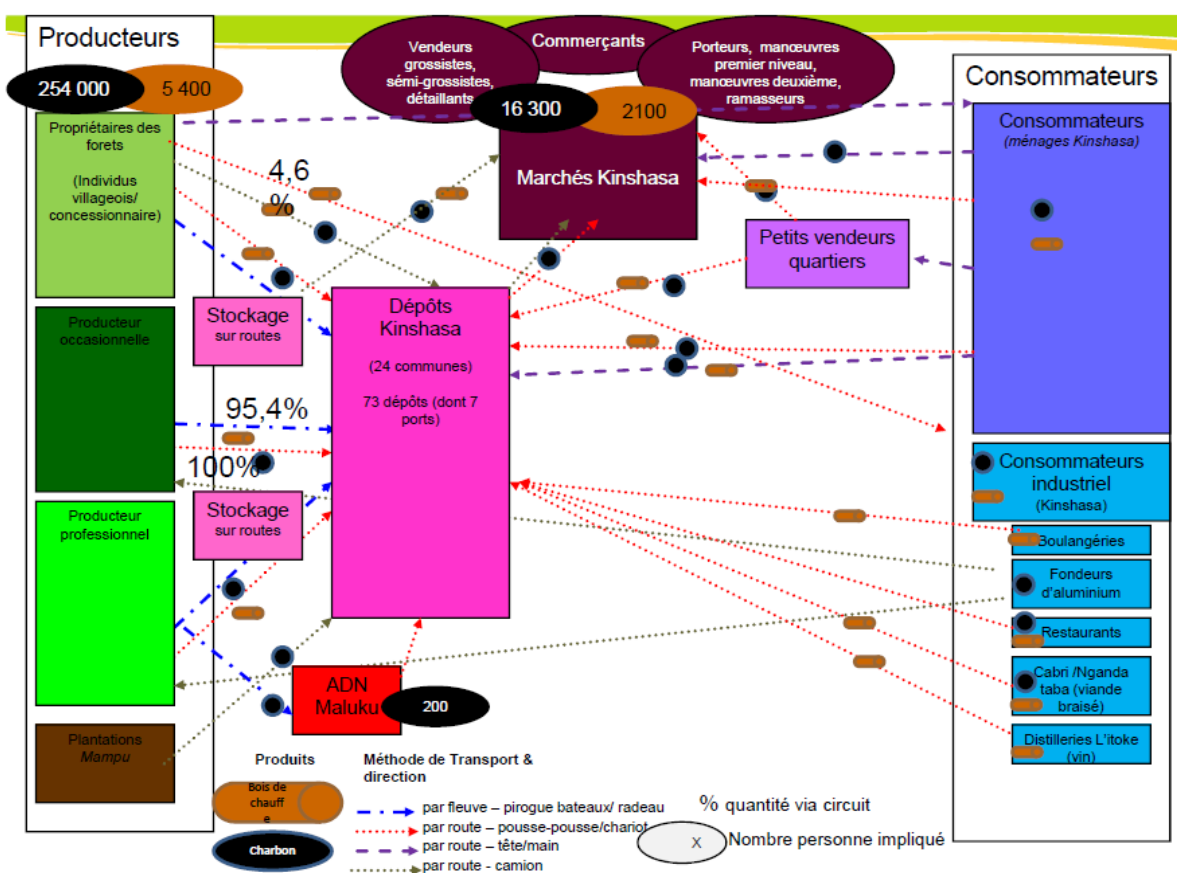 Producteurs
254 000
5 400
Propriétaires des
forets
(Individus
villageois/
concessionnaire)
Producteur
occasionnelle
Producteur
professionnel
Plantations
Mampu
4,6
%
95,4%
100%
Stockage
sur routes
Stockage
sur routes
Vendeurs
grossistes,
sémi-grossistes,
détaillants
Commerçants
Porteurs, manœuvres
premier niveau,
manœuvres deuxième,
ramasseurs
16 300
2100
Marchés Kinshasa
Petits vendeurs
quartiers
Dépôts
Kinshasa
(24 communes)
73 dépôts (dont 7
ports)
ADN
Maluku
200
Consommateurs
Consommateurs
(ménages Kinshasa)
Consommateurs
industriel
(Kinshasa)
Boulangéries
Fondeurs
d'aluminium
Restaurants
Cabri /Nganda
taba (viande
braisé)
Distilleries L'itoke
(vin)
Produits
Bois de
chauff
e
Charbon
Méthode de Transport &
direction
par fleuve – pirogue bateaux/ radeau
par route – pousse-pousse/chariot
par route – tête/main
par route - camion
% quantité via circuit
X
Nombre personne impliqué